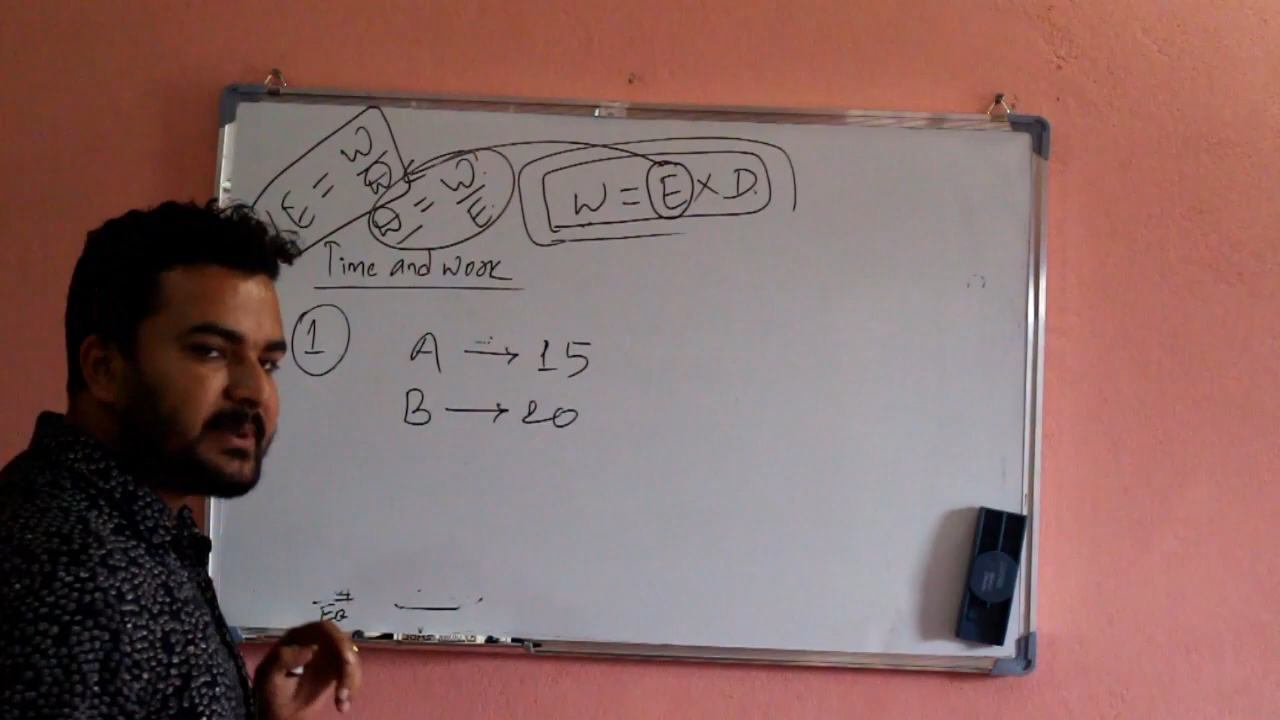 E = W/D
D = W/E
W = E × D
Time and work
1
A → 15
B → 20